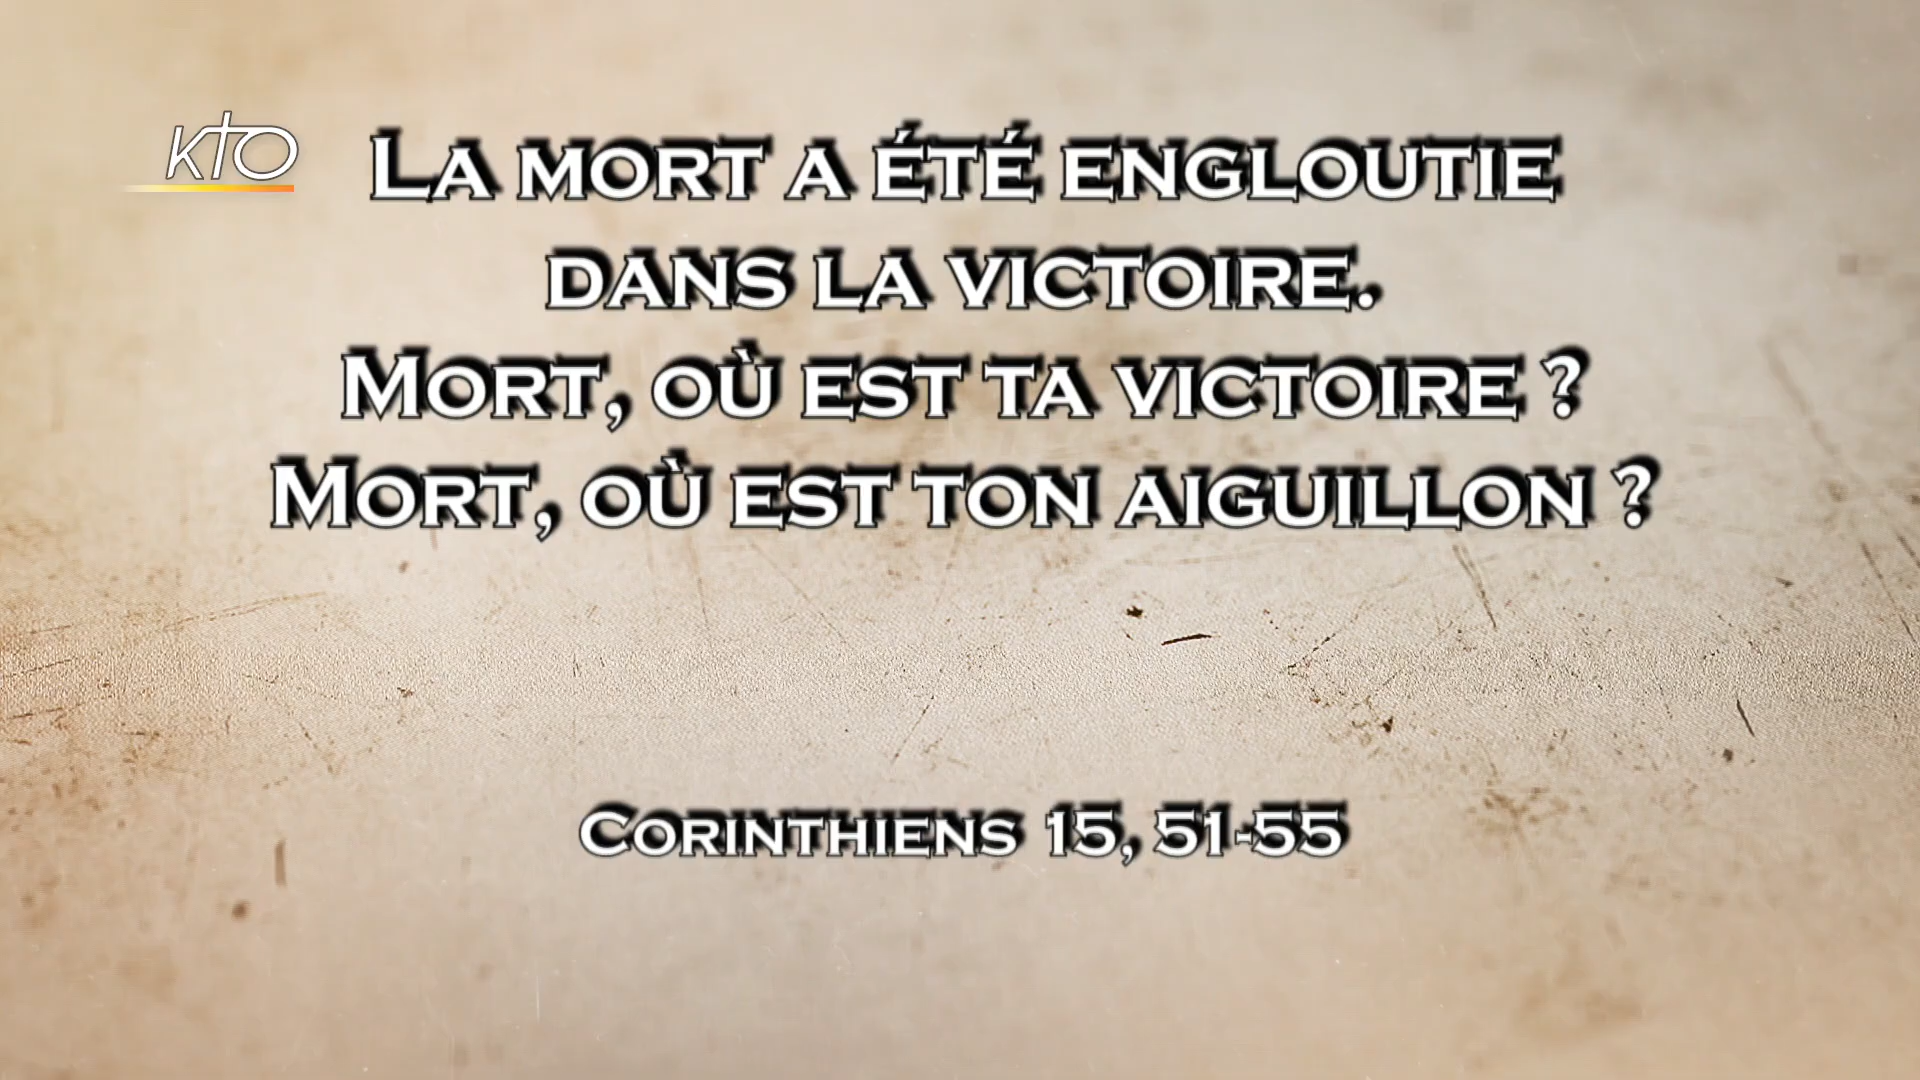 KTO
La mort a été engloutie
dans la victoire.
Mort, où est ta victoire ?
Mort, où est ton aiguillon ?
Corinthiens 15, 51-55